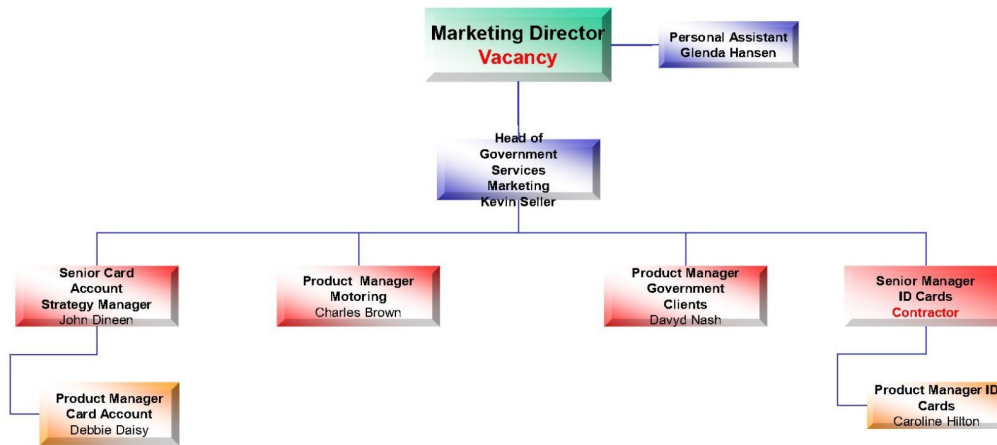 Marketing Director
Vacancy
Personal Assistant
Glenda Hansen
Head of
Government
Services
Marketing
Kevin Seller
Senior Card
Account
Strategy Manager
John Dineen
Product Manager
Motoring
Charles Brown
Product Manager
Government
Clients
Davyd Nash
Senior Manager
ID Cards
Contractor
Product Manager
Card Account
Debbie Daisy
Product Manager ID
Cards
Caroline Hilton